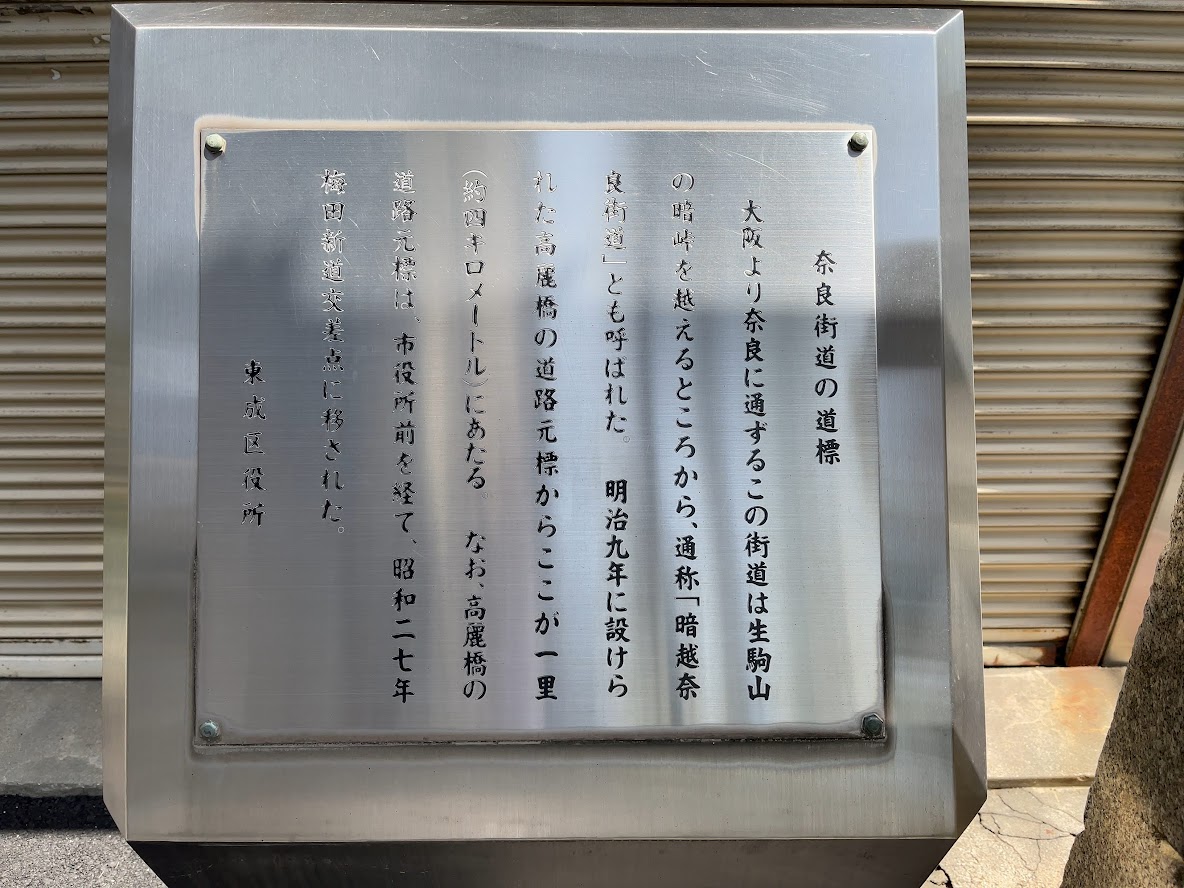 奈良街道の道標
大阪より奈良に通ずるこの街道は生駒山
の暗峠を越えるところから、通称「暗越奈
良街道」とも呼ばれた。 明治九年に設けら
れた高麗橋の道路元標からここが一里
(約四キロメートル)にあたる。 なお、高麗橋の
道路元標は、市役所前を経て、昭和二七年
梅田新道交差点に移された。
東成区役所